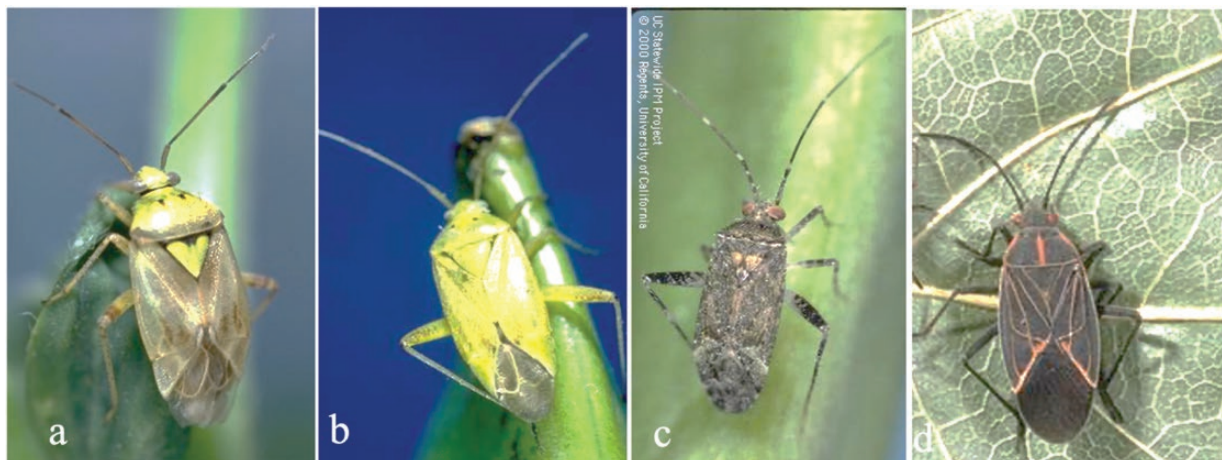 a
b
UC Statewide IPM Project
© 2000 Regents, University of California
c
d